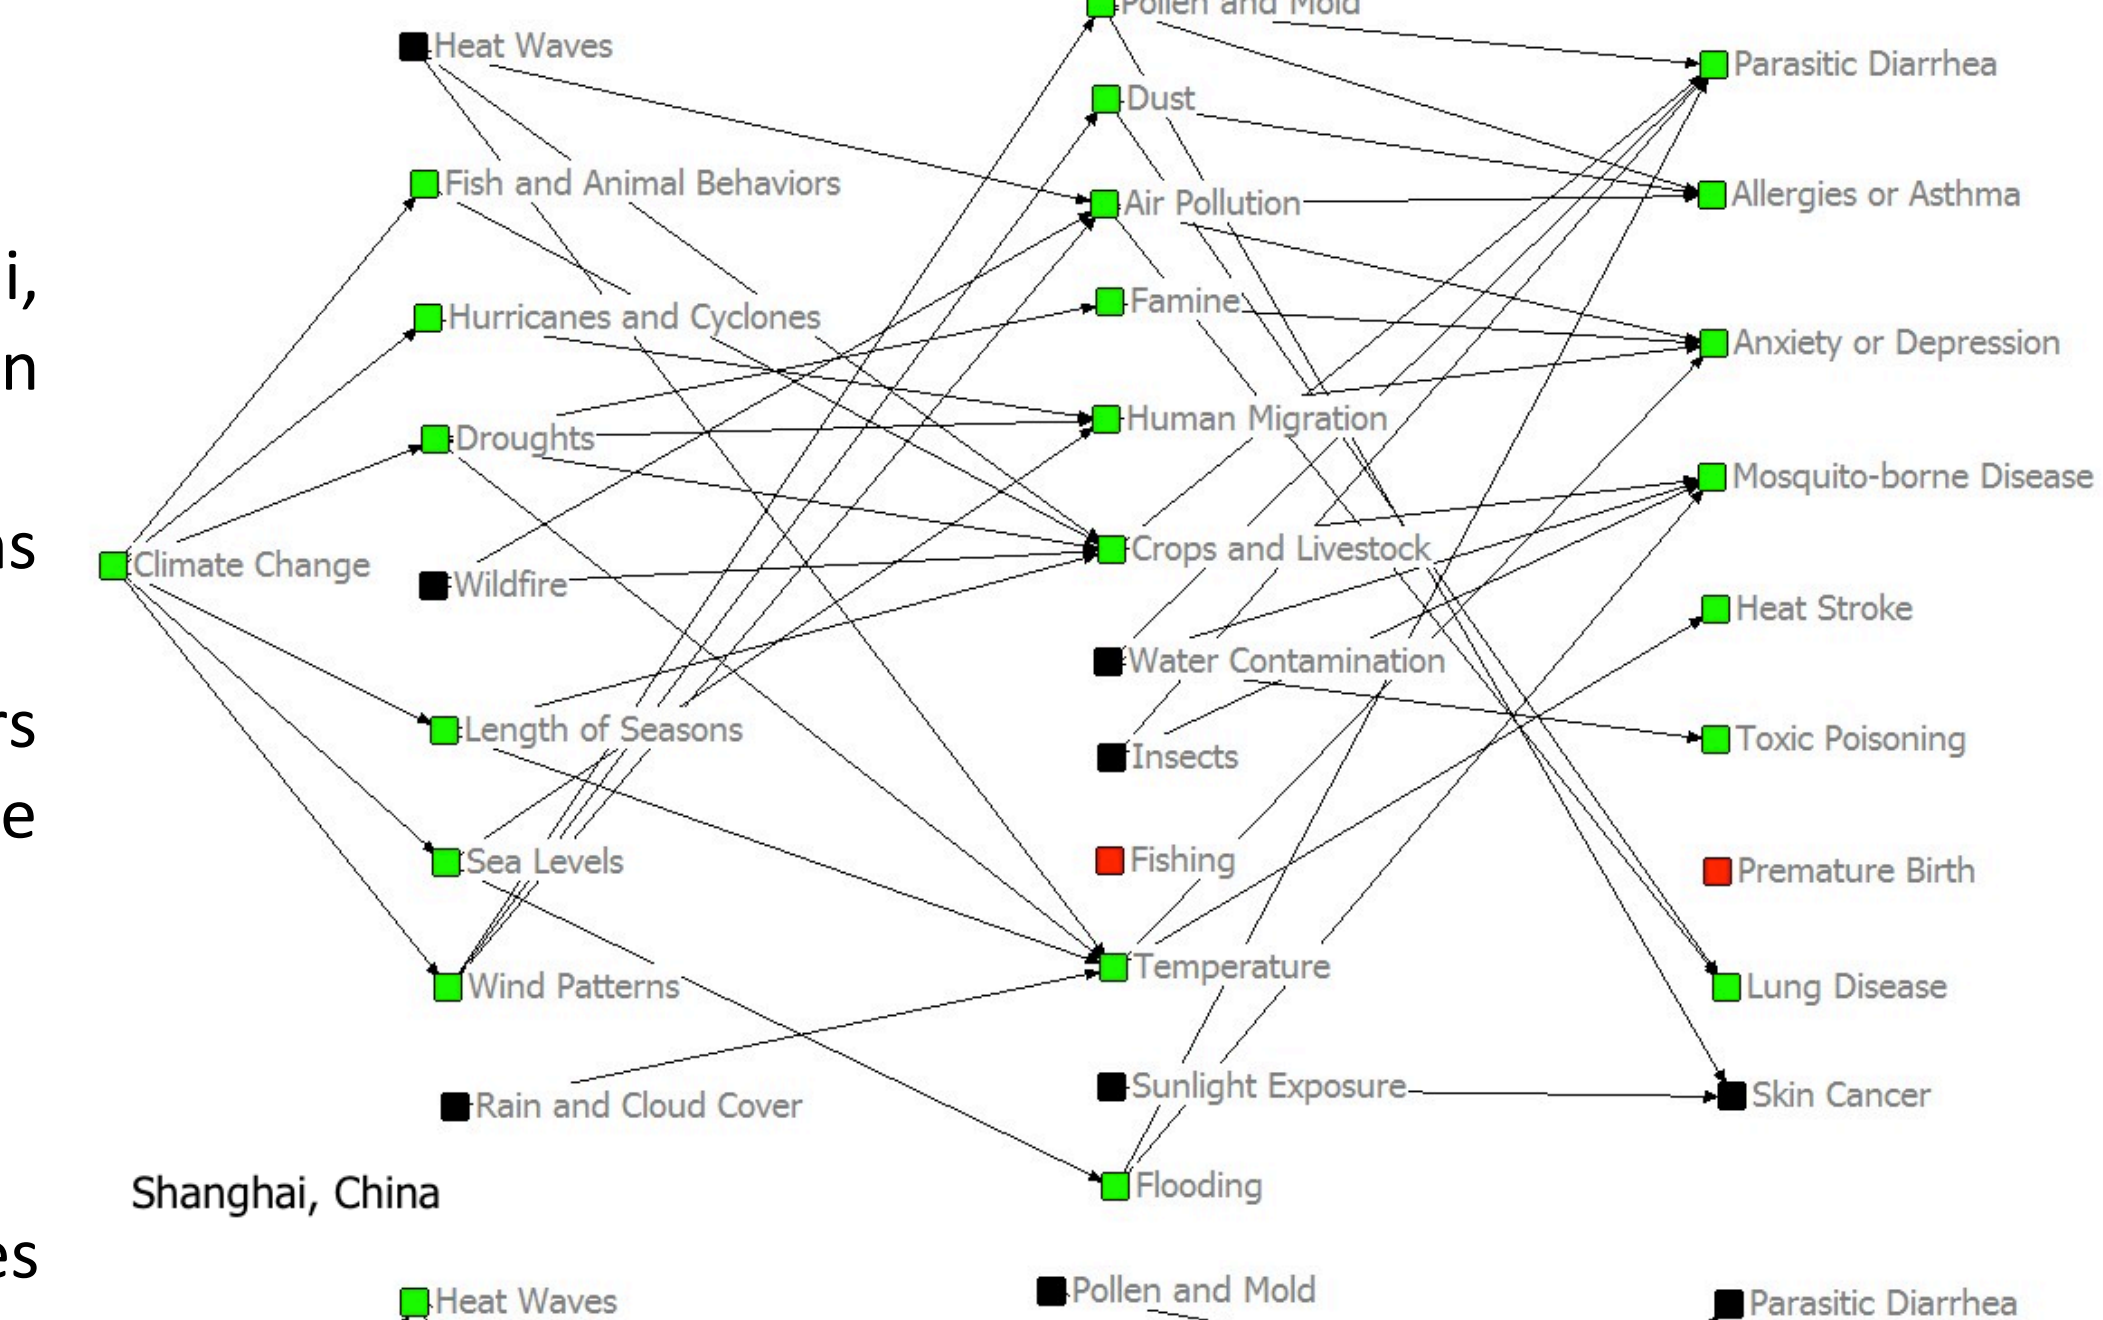 i,
n
ns
rs
e
es
Heat Waves
Fish and Animal Behaviors
Hurricanes and Cyclones
Droughts
Climate Change
Wildfire
Length of Seasons
Sea Levels
Wind Patterns
Rain and Cloud Cover
Pollen and Mold
Dust
Air Pollution
Famine
Human Migration
Crops and Livestock
Water Contamination
Insects
Fishing
Temperature
Sunlight Exposure
Flooding
Parasitic Diarrhea
Allergies or Asthma
Anxiety or Depression
Mosquito-borne Disease
Heat Stroke
Toxic Poisoning
Premature Birth
Lung Disease
Skin Cancer
Shanghai, China
Heat Waves
Pollen and Mold
Parasitic Diarrhea